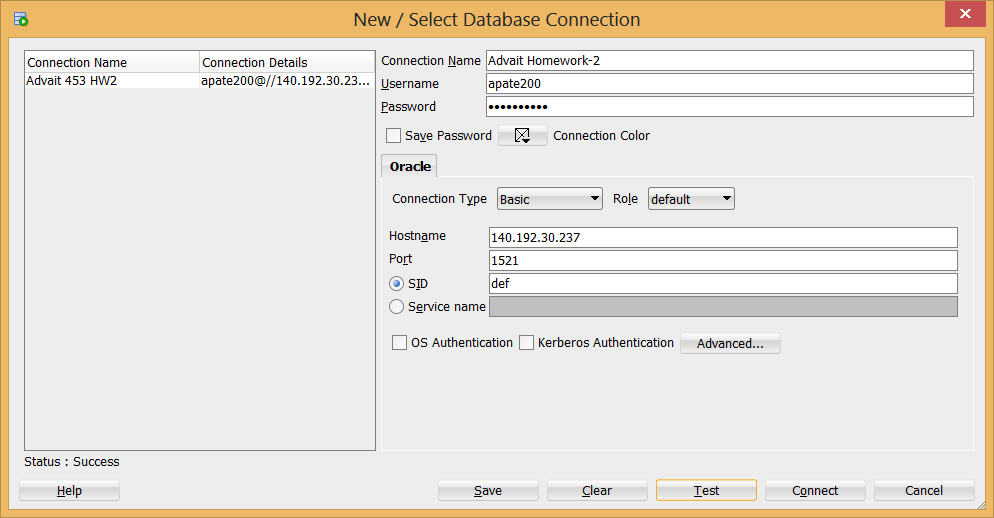 New / Select Database Connection
Connection Name Connection Details
Advait 453 HW2 apate200@//140.192.30.23...
Connection Name Advait Homework-2
Username apate200
Password ••••••••••
Save Password Connection Color
Oracle
Connection Type Basic Role default
Hostname 140.192.30.237
Port 1521
SID def
Service name
OS Authentication Kerberos Authentication Advanced...
Status : Success
Help Save Clear Test Connect Cancel